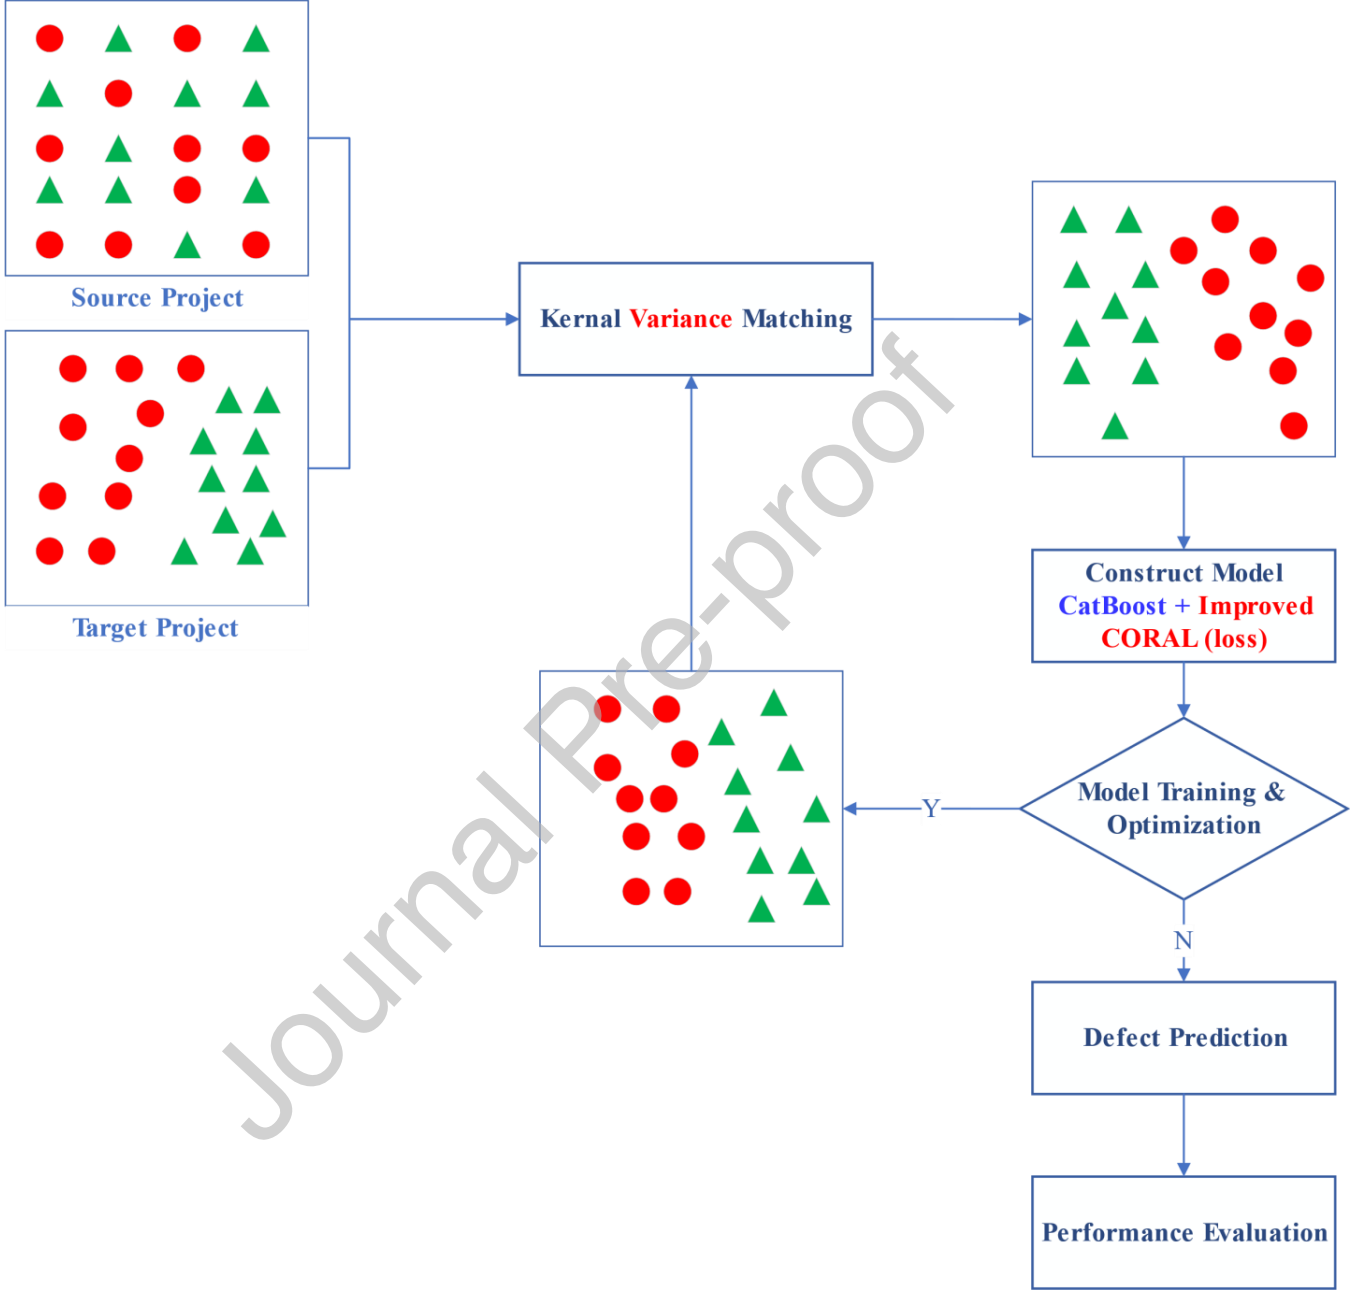 Source Project
Target Project
Kernal Variance Matching
Construct Model
CatBoost + Improved
CORAL (loss)
Model Training &
Optimization
Y
N
Defect Prediction
Performance Evaluation
Journal Pre-proof